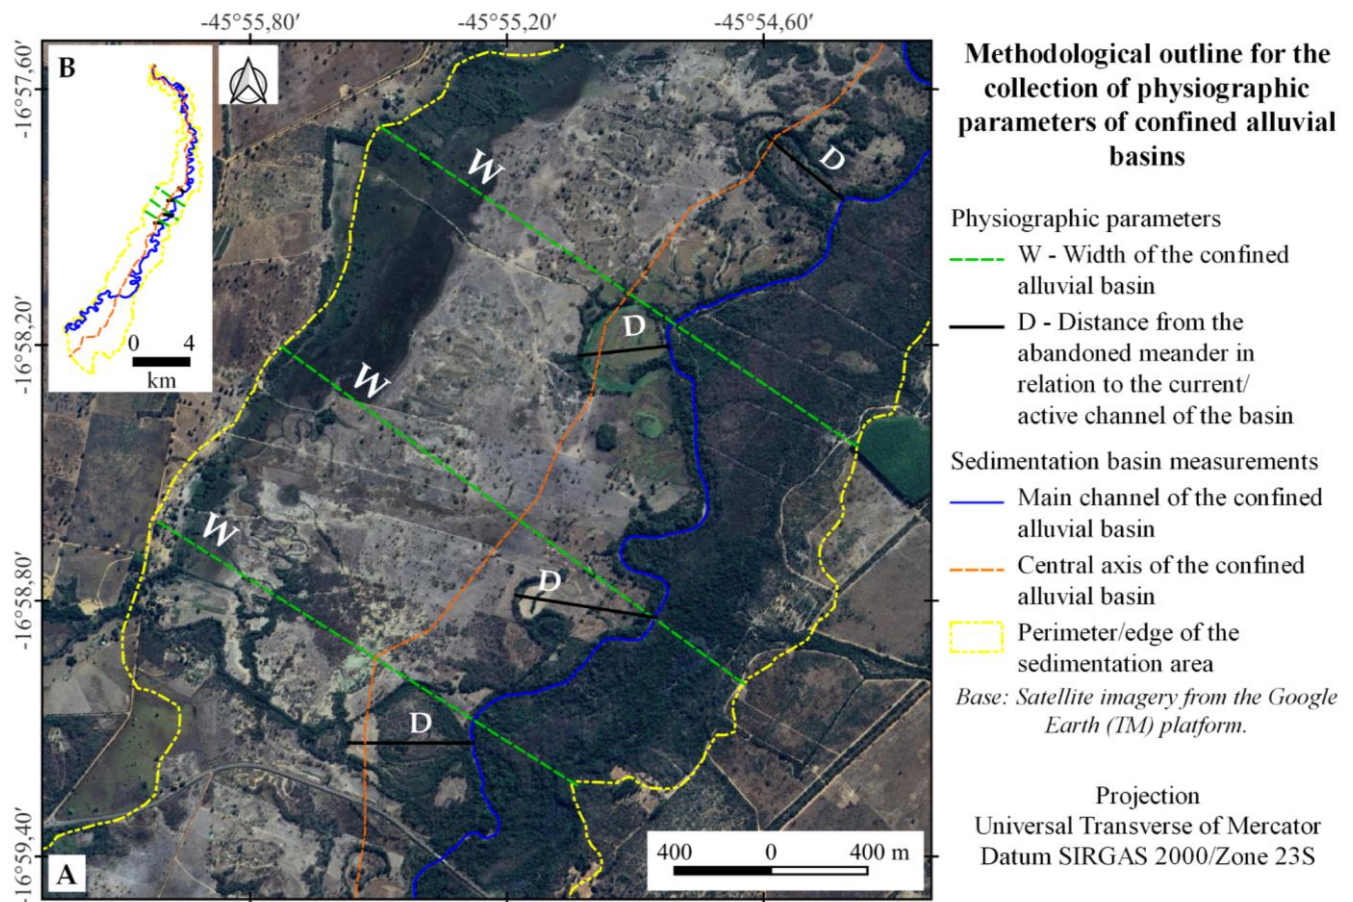 -45°55,80'
-45°55,20'
-45°54,60'
-16°57,60'
-16°58,20'
-16°58,80'
-16°59,40'
B
0 4
km
W
D
D
W
W
D
D
A
400 0 400 m
Methodological outline for the
collection of physiographic
parameters of confined alluvial
basins
Physiographic parameters
W - Width of the confined
alluvial basin
D - Distance from the
abandoned meander in
relation to the current/
active channel of the basin
Sedimentation basin measurements
Main channel of the confined
alluvial basin
Central axis of the confined
alluvial basin
Perimeter/edge of the
sedimentation area
Base: Satellite imagery from the Google
Earth (TM) platform.
Projection
Universal Transverse of Mercator
Datum SIRGAS 2000/Zone 23S